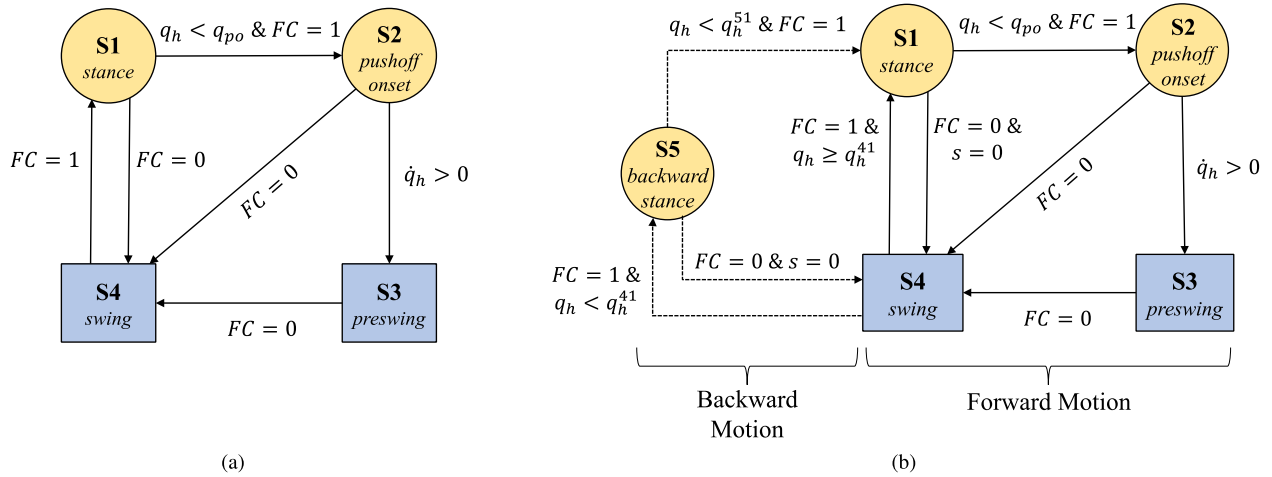 S1
stance
q_h < q_po & FC = 1
S2
pushoff
onset
FC = 1
FC = 0
FC = 0
q̇_h > 0
S4
swing
FC = 0
S3
preswing
(a)
q_h < q_h^51 & FC = 1
S1
stance
q_h < q_po & FC = 1
S2
pushoff
onset
S5
backward
stance
FC = 1 &
q_h ≥ q_h^41
FC = 0 &
s = 0
FC = 0
q̇_h > 0
FC = 1 &
q_h < q_h^41
FC = 0 & s = 0
S4
swing
FC = 0
S3
preswing
Backward
Motion
Forward Motion
(b)